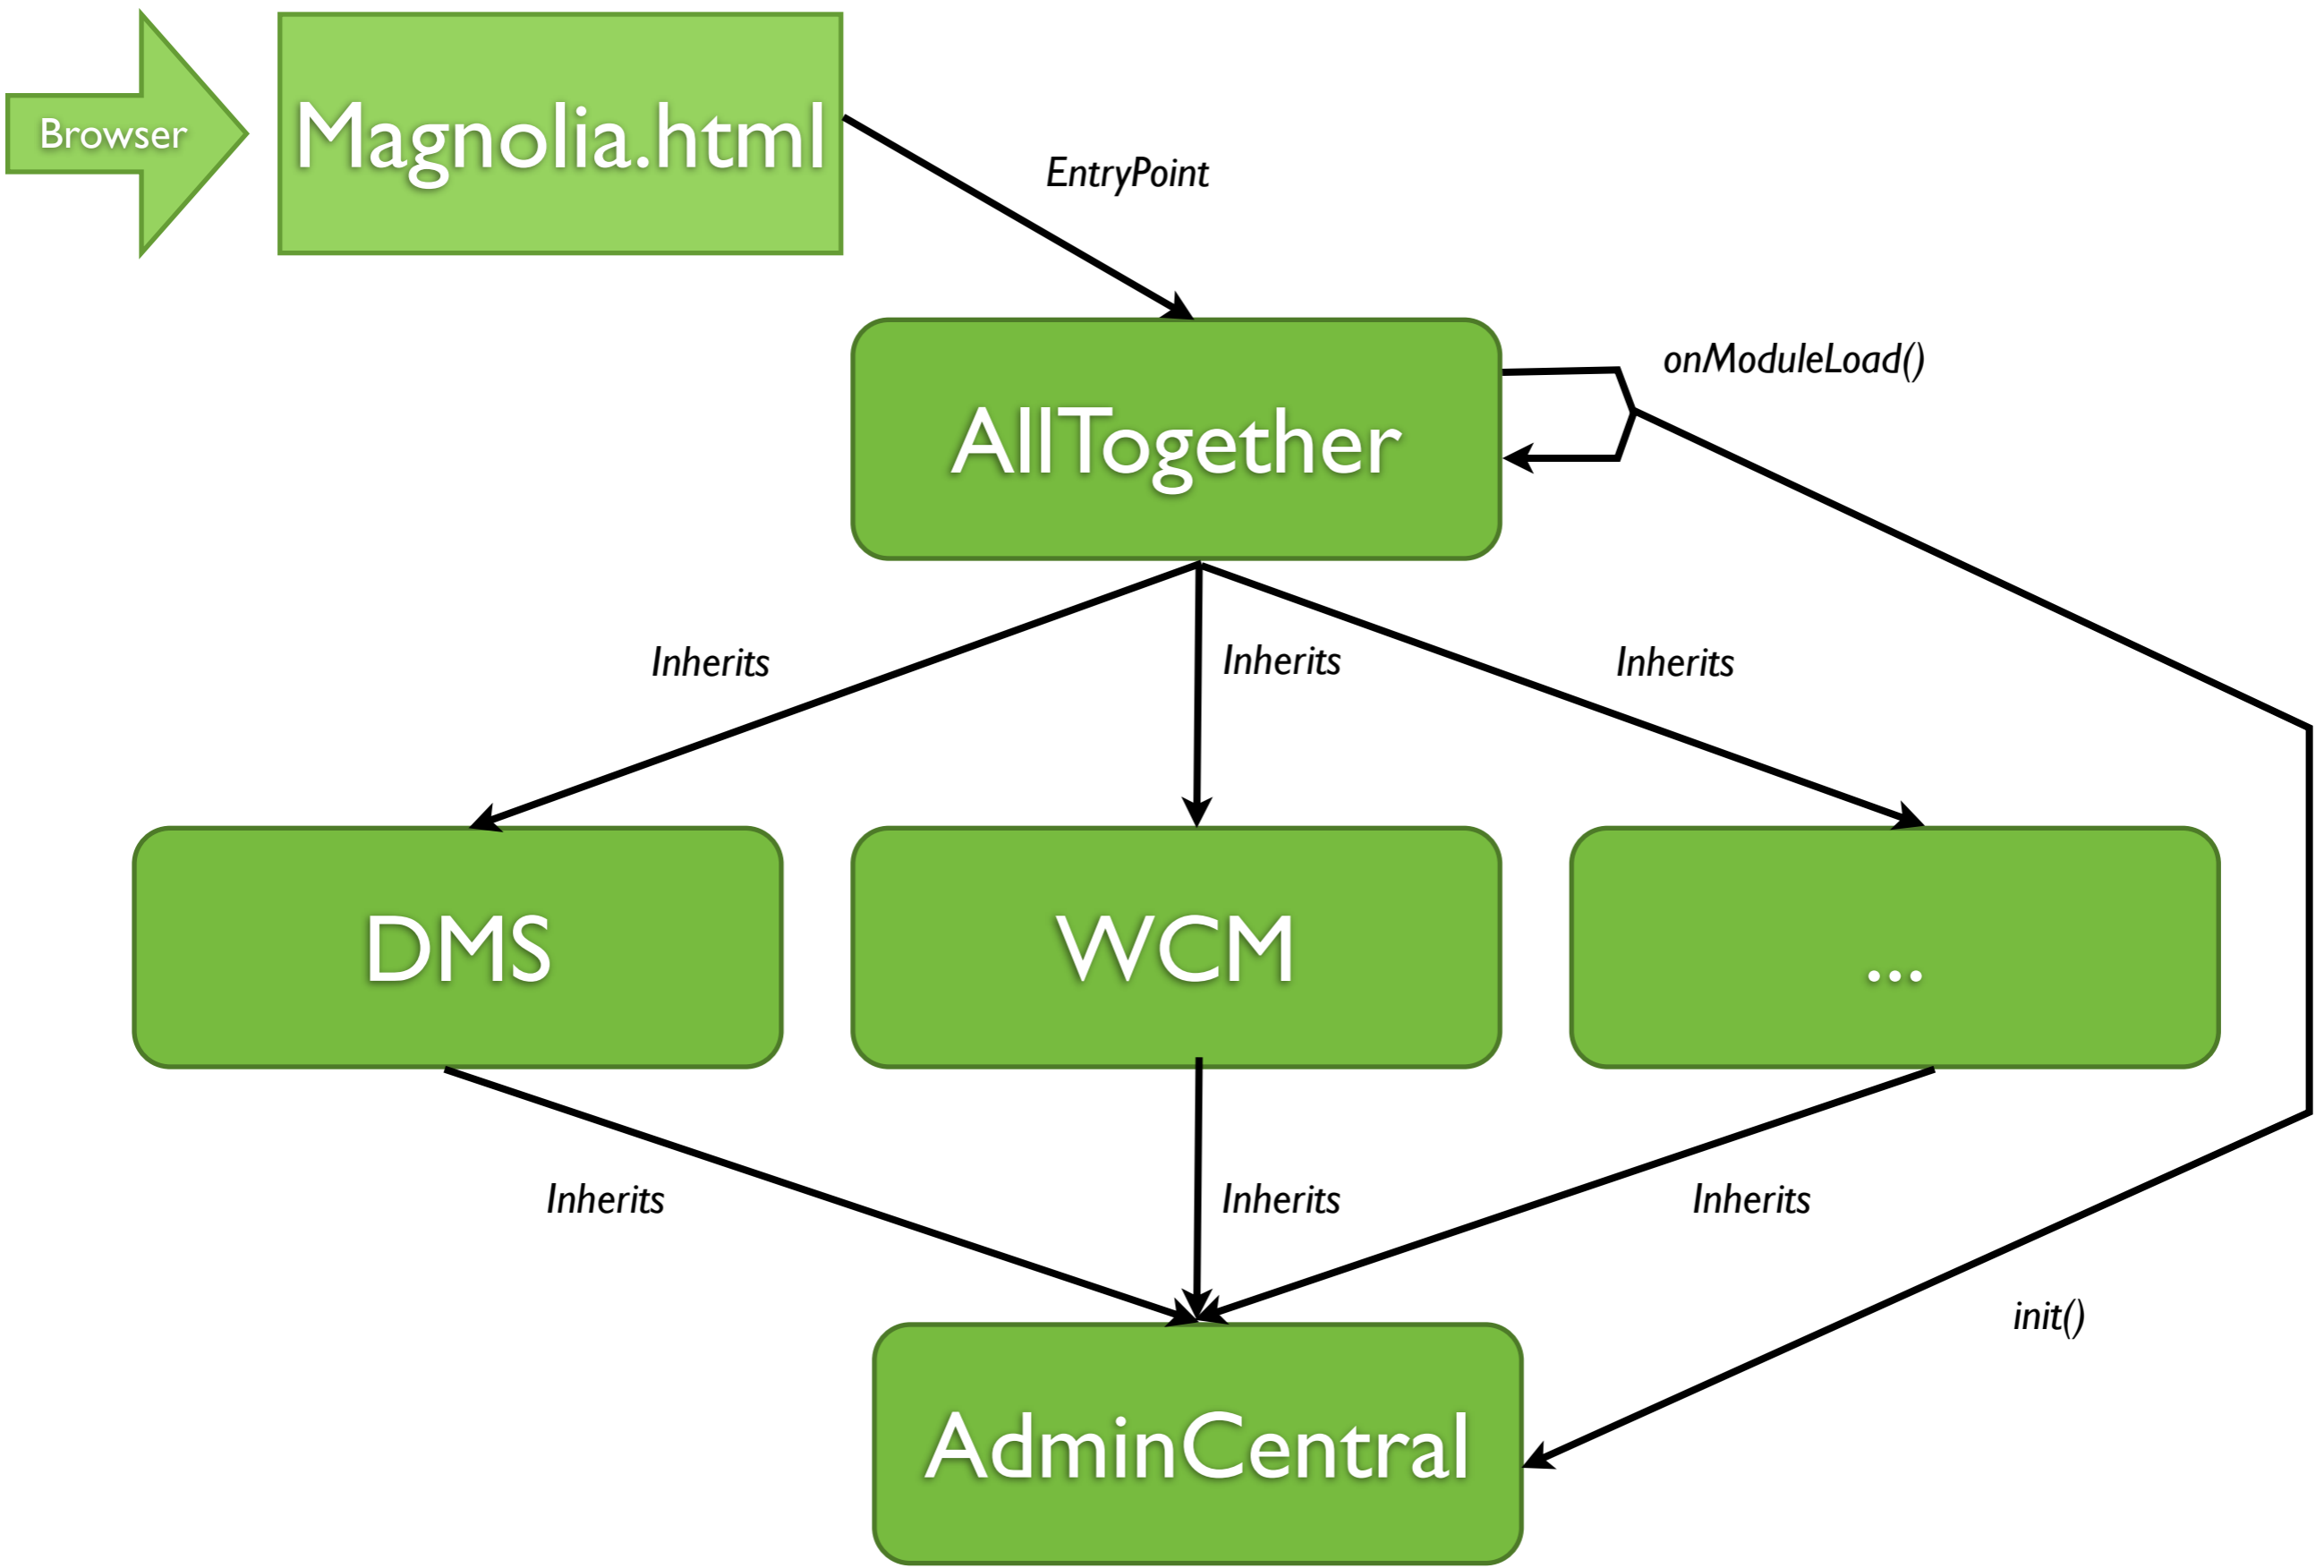 Browser
Magnolia.html
EntryPoint
onModuleLoad()
AllTogether
Inherits
Inherits
Inherits
DMS
WCM
...
Inherits
Inherits
Inherits
init()
AdminCentral